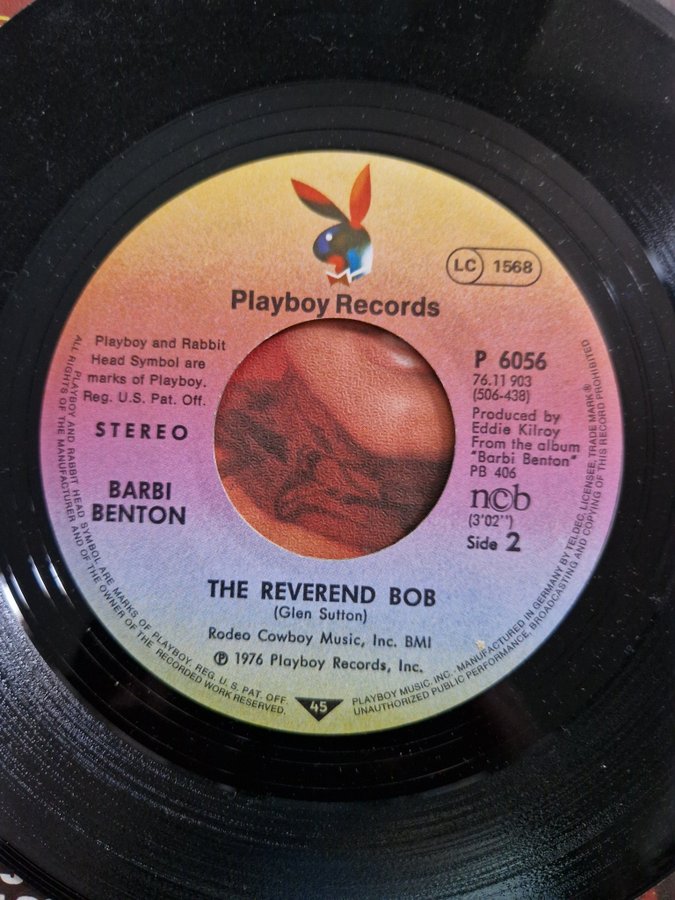 LC 1568
Playboy Records
Playboy and Rabbit
Head Symbol are
marks of Playboy.
Reg. U.S. Pat. Off.
STEREO
BARBI
BENTON
P 6056
76.11 903
(506-438)
Produced by
Eddie Kilroy
From the album
"Barbi Benton"
PB 406
n©b
(3'02'')
Side 2
THE REVEREND BOB
(Glen Sutton)
Rodeo Cowboy Music, Inc. BMI
℗ 1976 Playboy Records, Inc.
45
PLAYBOY AND RABBIT HEAD SYMBOL ARE MARKS OF PLAYBOY, REG. U.S. PAT. OFF.
ALL RIGHTS OF THE MANUFACTURER AND OF THE OWNER OF THE RECORDED WORK RESERVED.
PLAYBOY MUSIC, INC. - MANUFACTURED IN GERMANY BY TELDEC, LICENSEE, TRADE MARK ®
UNAUTHORIZED PUBLIC PERFORMANCE, BROADCASTING AND COPYING OF THIS RECORD PROHIBITED